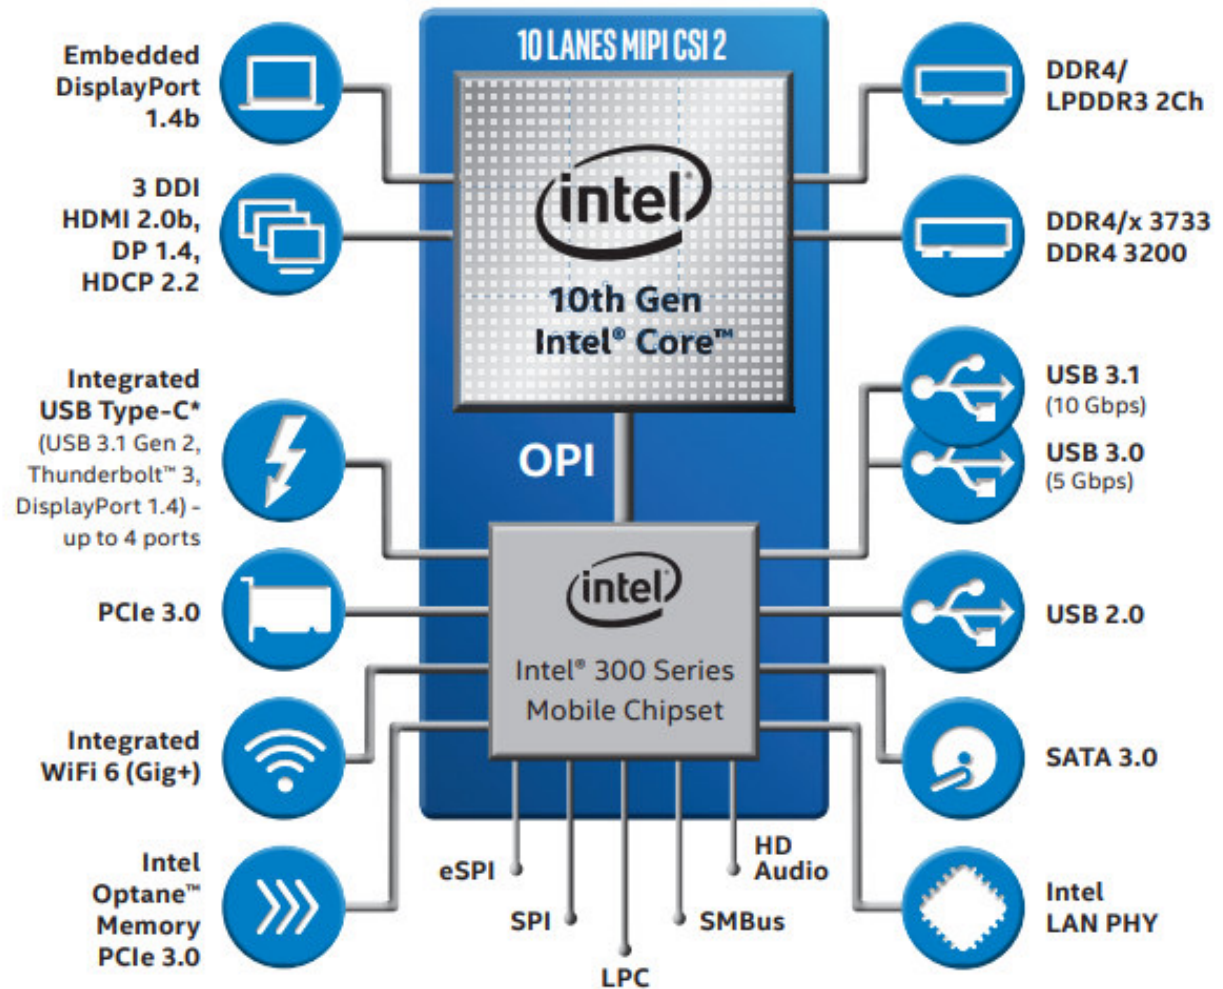 10 LANES MIPI CSI 2
Embedded
DisplayPort
1.4b
3 DDI
HDMI 2.0b,
DP 1.4,
HDCP 2.2
Integrated
USB Type-C*
(USB 3.1 Gen 2,
Thunderbolt™ 3,
DisplayPort 1.4) –
up to 4 ports
PCIe 3.0
Integrated
WiFi 6 (Gig+)
Intel
Optane™
Memory
PCIe 3.0
intel®
10th Gen
Intel® Core™
OPI
intel®
Intel® 300 Series
Mobile Chipset
eSPI
SPI
LPC
SMBus
HD
Audio
DDR4/
LPDDR3 2Ch
DDR4/x 3733
DDR4 3200
USB 3.1
(10 Gbps)
USB 3.0
(5 Gbps)
USB 2.0
SATA 3.0
Intel
LAN PHY